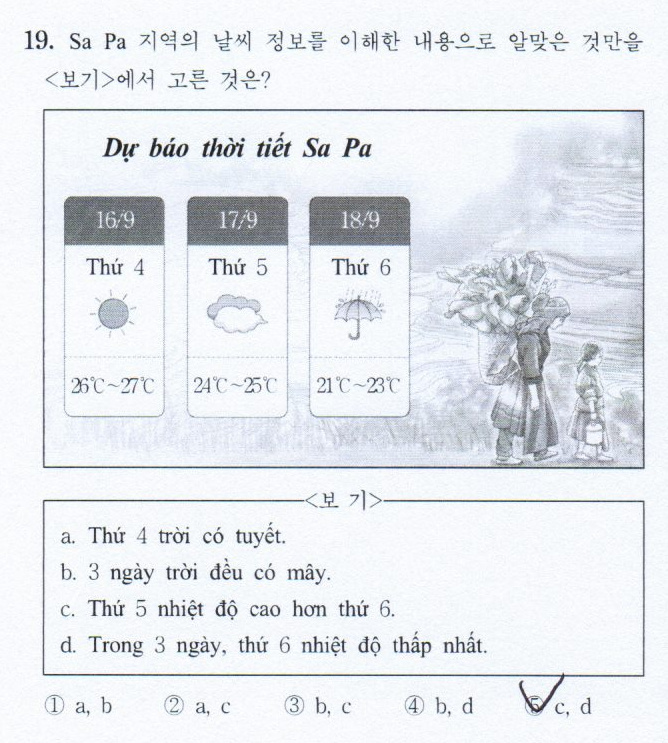 19. Sa Pa 지역의 날씨 정보를 이해한 내용으로 알맞은 것만을
<보기>에서 고른 것은?
Dự báo thời tiết Sa Pa
16/9 17/9 18/9
Thứ 4 Thứ 5 Thứ 6
26℃~27℃ 24℃~25℃ 21℃~23℃
<보 기>
a. Thứ 4 trời có tuyết.
b. 3 ngày trời đều có mây.
c. Thứ 5 nhiệt độ cao hơn thứ 6.
d. Trong 3 ngày, thứ 6 nhiệt độ thấp nhất.
① a, b ② a, c ③ b, c ④ b, d ⑤ c, d